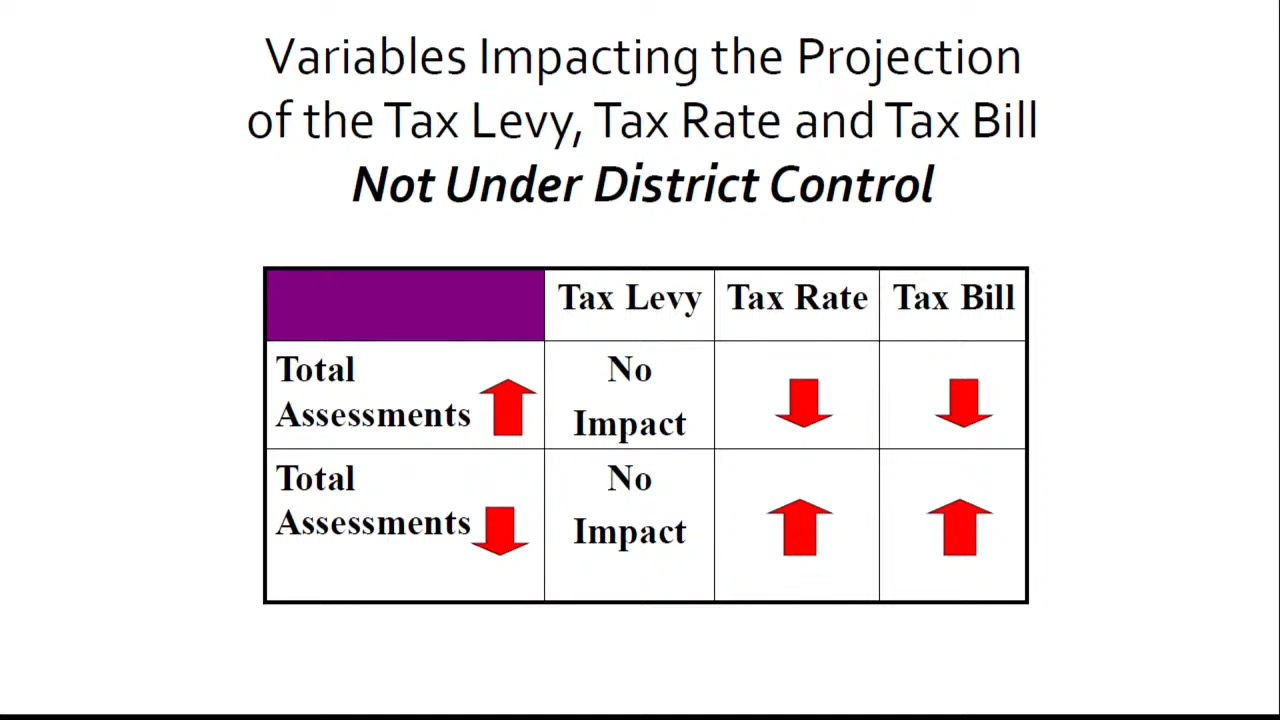 Variables Impacting the Projection
of the Tax Levy, Tax Rate and Tax Bill
Not Under District Control
Tax Levy Tax Rate Tax Bill
Total
Assessments
No
Impact
Total
Assessments
No
Impact